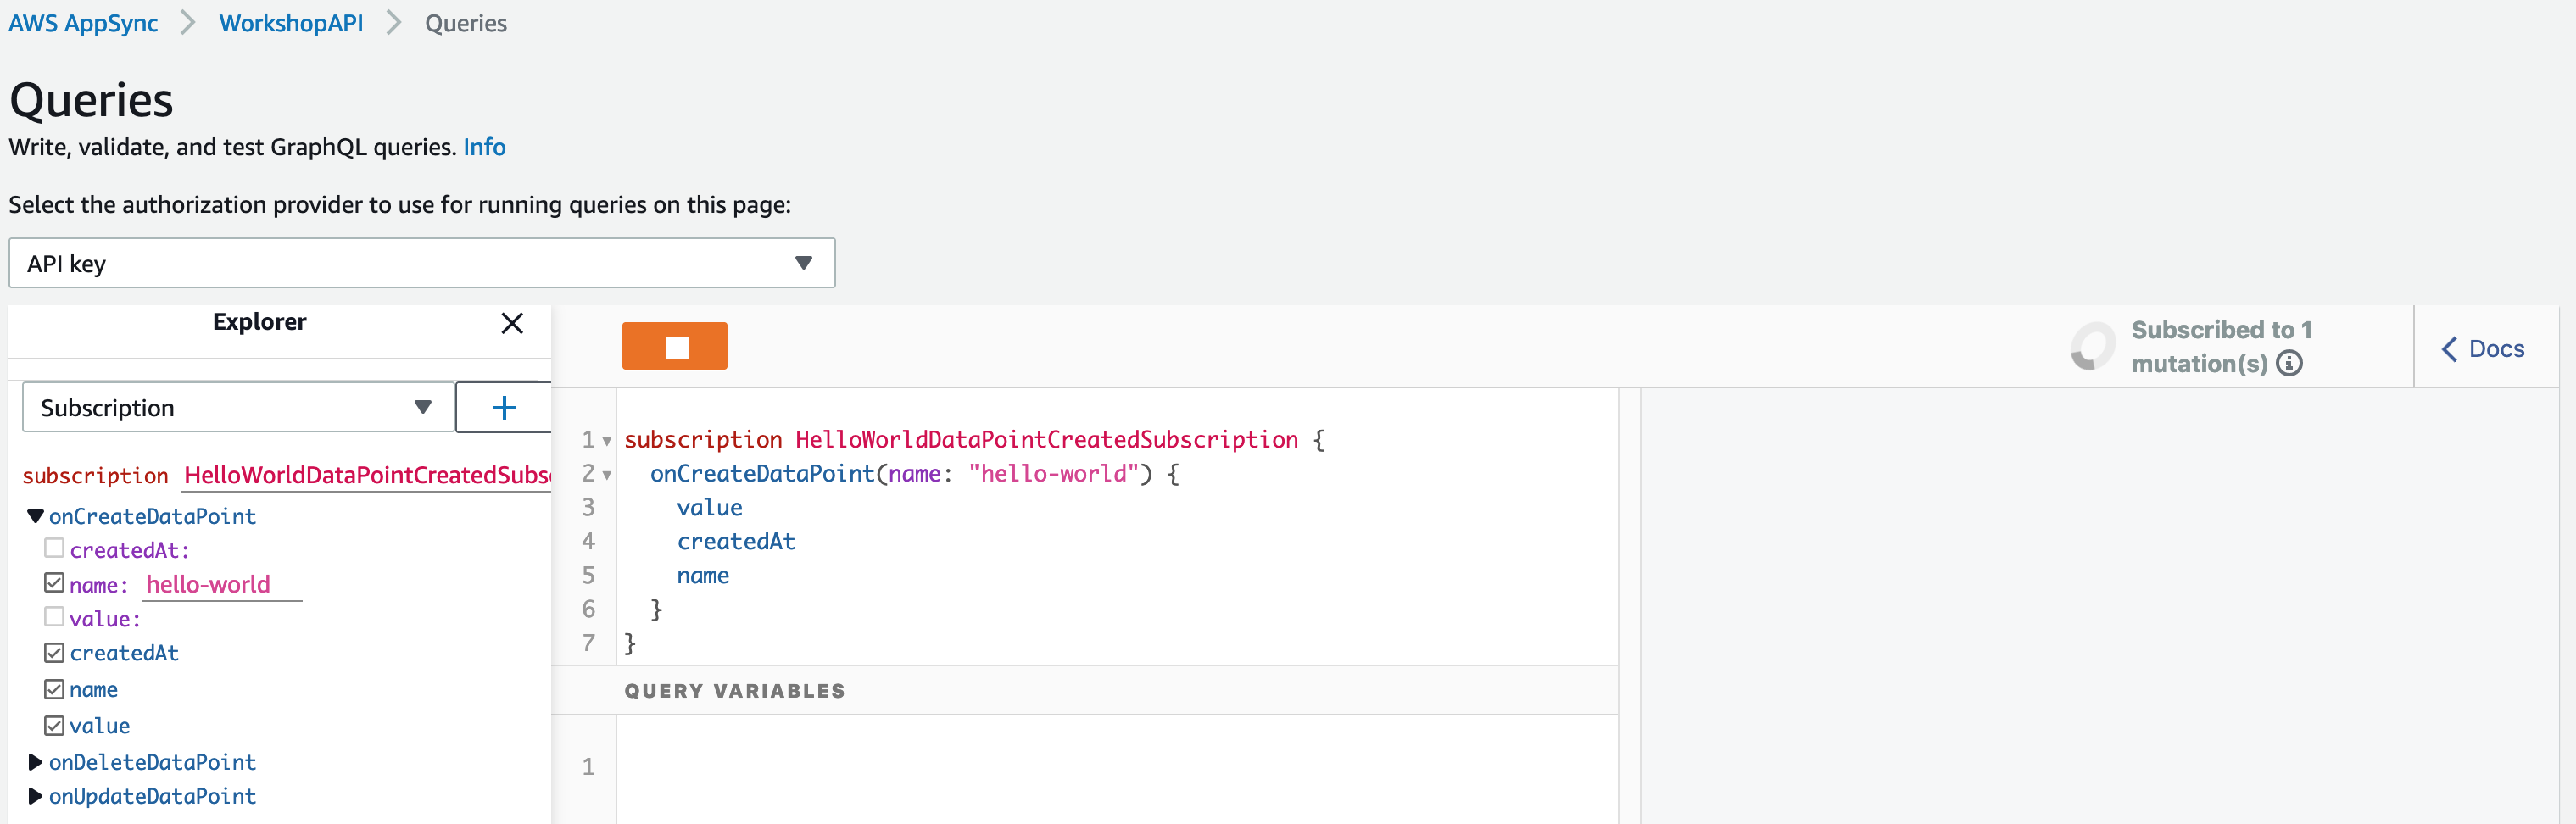 AWS AppSync > WorkshopAPI > Queries
Queries
Write, validate, and test GraphQL queries. Info
Select the authorization provider to use for running queries on this page:
API key
Explorer
Subscribed to 1
mutation(s)
Docs
Subscription
subscription HelloWorldDataPointCreatedSubs
onCreateDataPoint
createdAt:
name: hello-world
value:
createdAt
name
value
onDeleteDataPoint
onUpdateDataPoint
1 subscription HelloWorldDataPointCreatedSubscription {
2 onCreateDataPoint(name: "hello-world") {
3 value
4 createdAt
5 name
6 }
7 }
QUERY VARIABLES
1